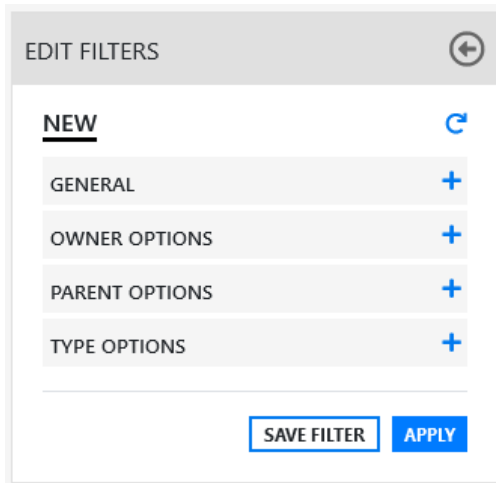 EDIT FILTERS
NEW
GENERAL
OWNER OPTIONS
PARENT OPTIONS
TYPE OPTIONS
SAVE FILTER APPLY